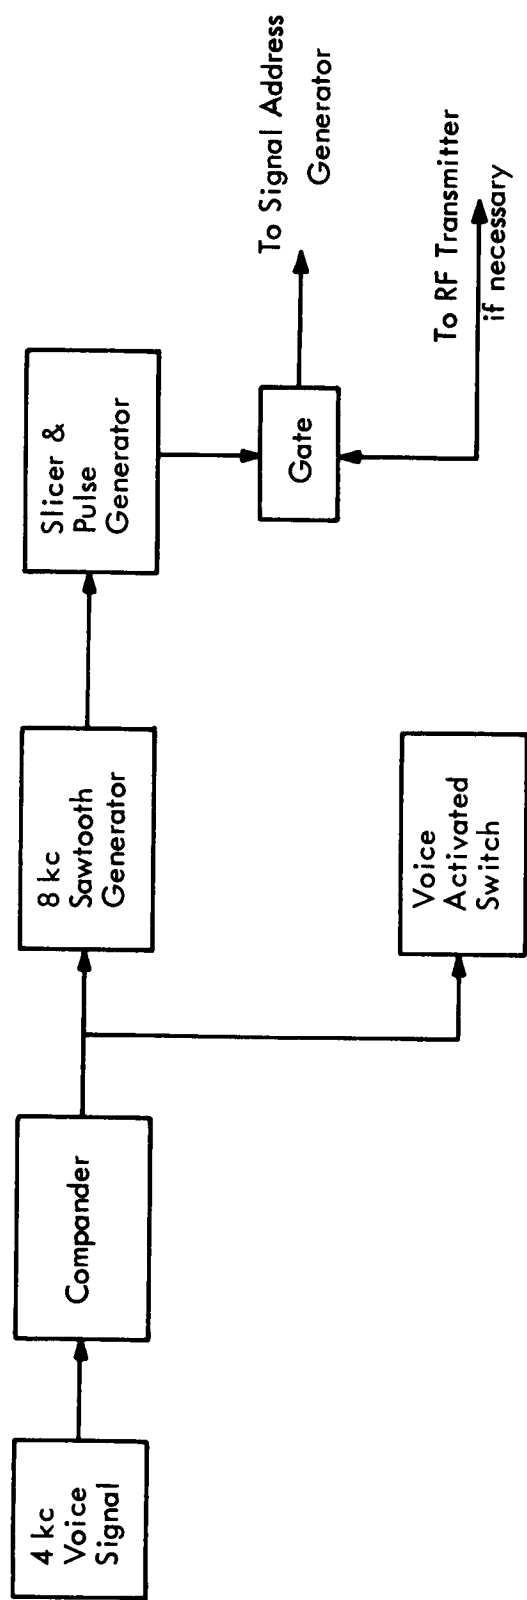 4 kc
Voice
Signal
Compander
8 kc
Sawtooth
Generator
Slicer &
Pulse
Generator
Voice
Activated
Switch
Gate
To Signal Address
Generator
To RF Transmitter
if necessary